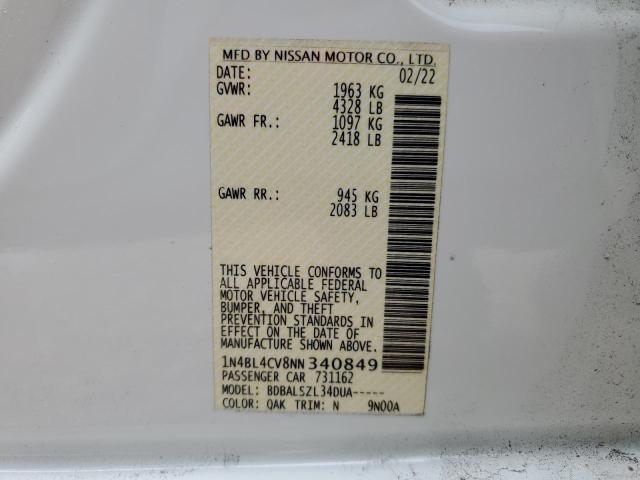 MFD BY NISSAN MOTOR CO., LTD.
DATE: 02/22
GVWR: 1963 KG
4328 LB
GAWR FR.: 1097 KG
2418 LB
GAWR RR.: 945 KG
2083 LB
THIS VEHICLE CONFORMS TO
ALL APPLICABLE FEDERAL
MOTOR VEHICLE SAFETY,
BUMPER, AND THEFT
PREVENTION STANDARDS IN
EFFECT ON THE DATE OF
MANUFACTURE SHOWN ABOVE.
1N4BL4CV8NN340849
PASSENGER CAR 731162
MODEL: BDBALSZL34DUA-----
COLOR: QAK TRIM: N 9N00A